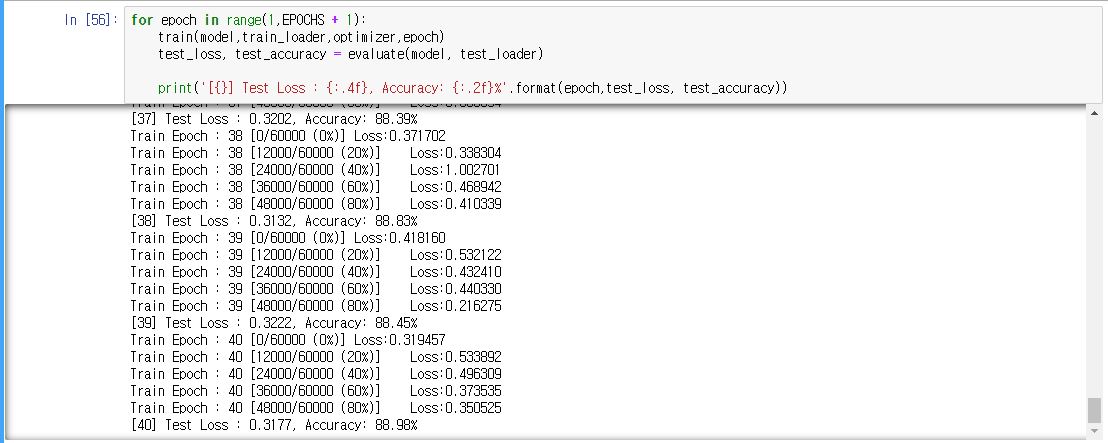 In [56]: for epoch in range(1,EPOCHS + 1):
train(model,train_loader,optimizer,epoch)
test_loss, test_accuracy = evaluate(model, test_loader)
print('[{}] Test Loss : {:.4f}, Accuracy: {:.2f}%'.format(epoch,test_loss, test_accuracy))
[37] Test Loss : 0.3202, Accuracy: 88.39%
Train Epoch : 38 [0/60000 (0%)] Loss:0.371702
Train Epoch : 38 [12000/60000 (20%)] Loss:0.338304
Train Epoch : 38 [24000/60000 (40%)] Loss:1.002701
Train Epoch : 38 [36000/60000 (60%)] Loss:0.468942
Train Epoch : 38 [48000/60000 (80%)] Loss:0.410339
[38] Test Loss : 0.3132, Accuracy: 88.83%
Train Epoch : 39 [0/60000 (0%)] Loss:0.418160
Train Epoch : 39 [12000/60000 (20%)] Loss:0.532122
Train Epoch : 39 [24000/60000 (40%)] Loss:0.432410
Train Epoch : 39 [36000/60000 (60%)] Loss:0.440330
Train Epoch : 39 [48000/60000 (80%)] Loss:0.216275
[39] Test Loss : 0.3222, Accuracy: 88.45%
Train Epoch : 40 [0/60000 (0%)] Loss:0.319457
Train Epoch : 40 [12000/60000 (20%)] Loss:0.533892
Train Epoch : 40 [24000/60000 (40%)] Loss:0.496309
Train Epoch : 40 [36000/60000 (60%)] Loss:0.373535
Train Epoch : 40 [48000/60000 (80%)] Loss:0.350525
[40] Test Loss : 0.3177, Accuracy: 88.98%